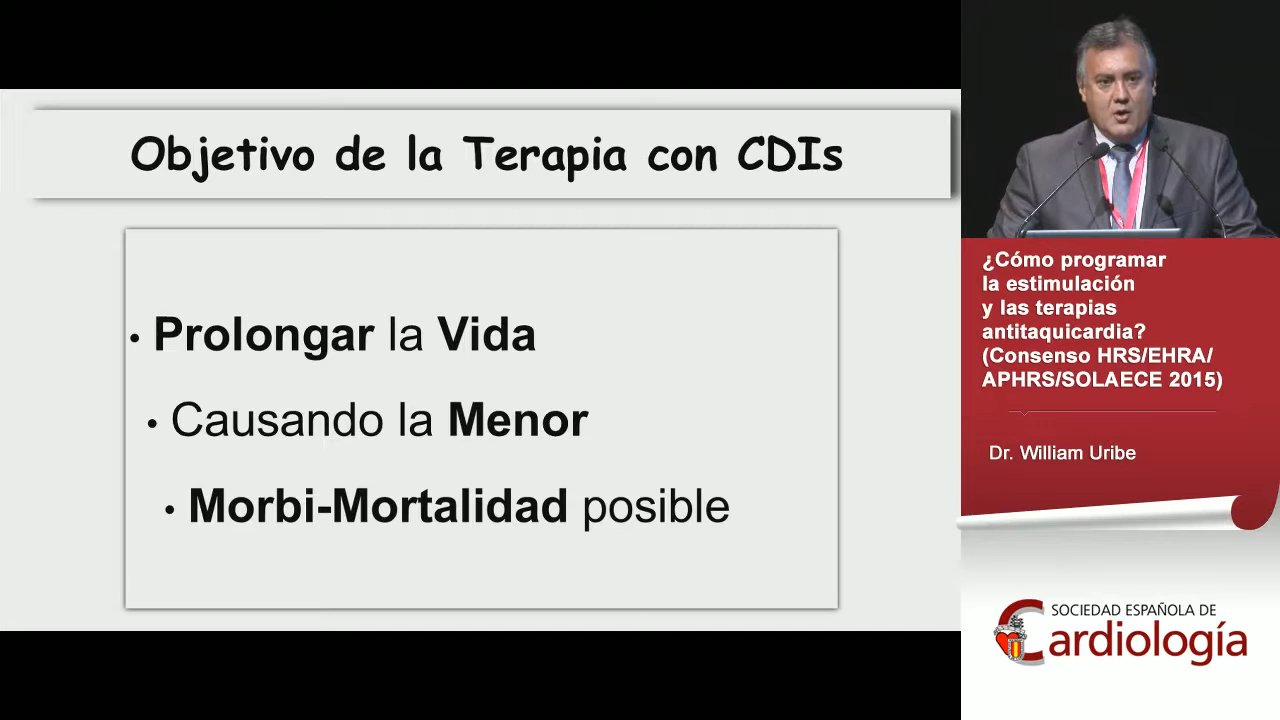 Objetivo de la Terapia con CDIs
• Prolongar la Vida
• Causando la Menor
• Morbi-Mortalidad posible
¿Cómo programar
la estimulación
y las terapias
antitaquicardia?
(Consenso HRS/EHRA/
APHRS/SOLAECE 2015)
Dr. William Uribe
SOCIEDAD ESPAÑOLA DE
Cardiología